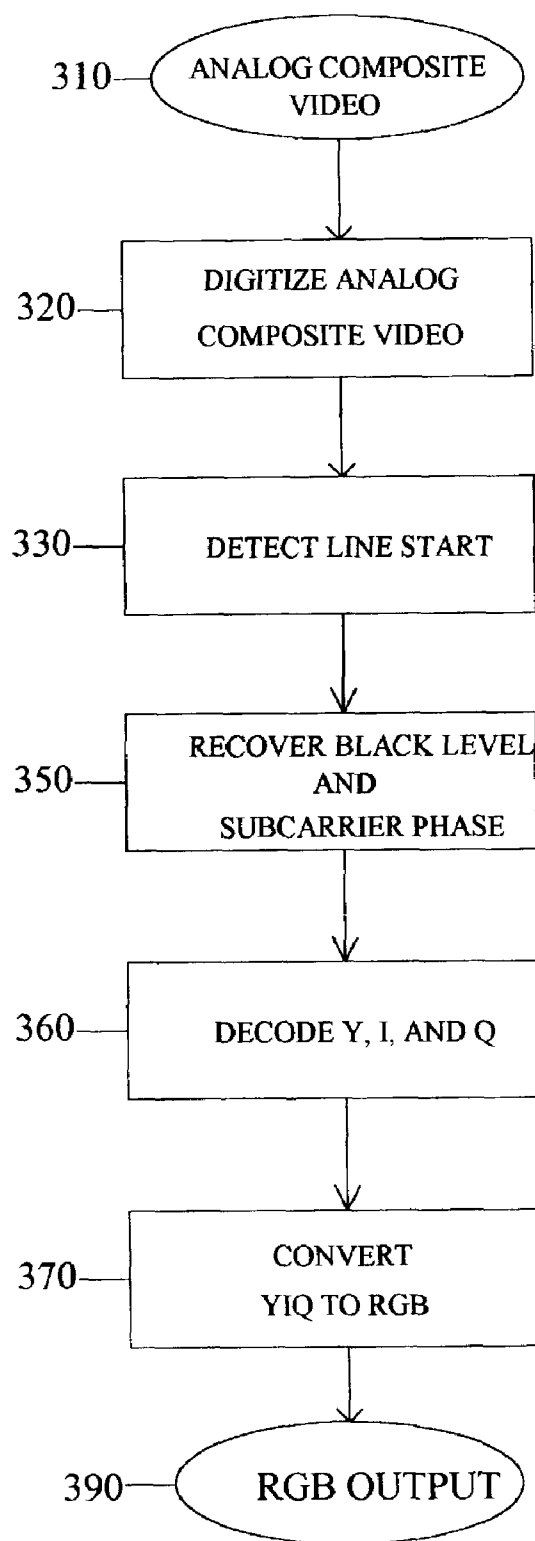 310
ANALOG COMPOSITE
VIDEO
320
DIGITIZE ANALOG
COMPOSITE VIDEO
330
DETECT LINE START
350
RECOVER BLACK LEVEL
AND
SUBCARRIER PHASE
360
DECODE Y, I, AND Q
370
CONVERT
YIQ TO RGB
390
RGB OUTPUT